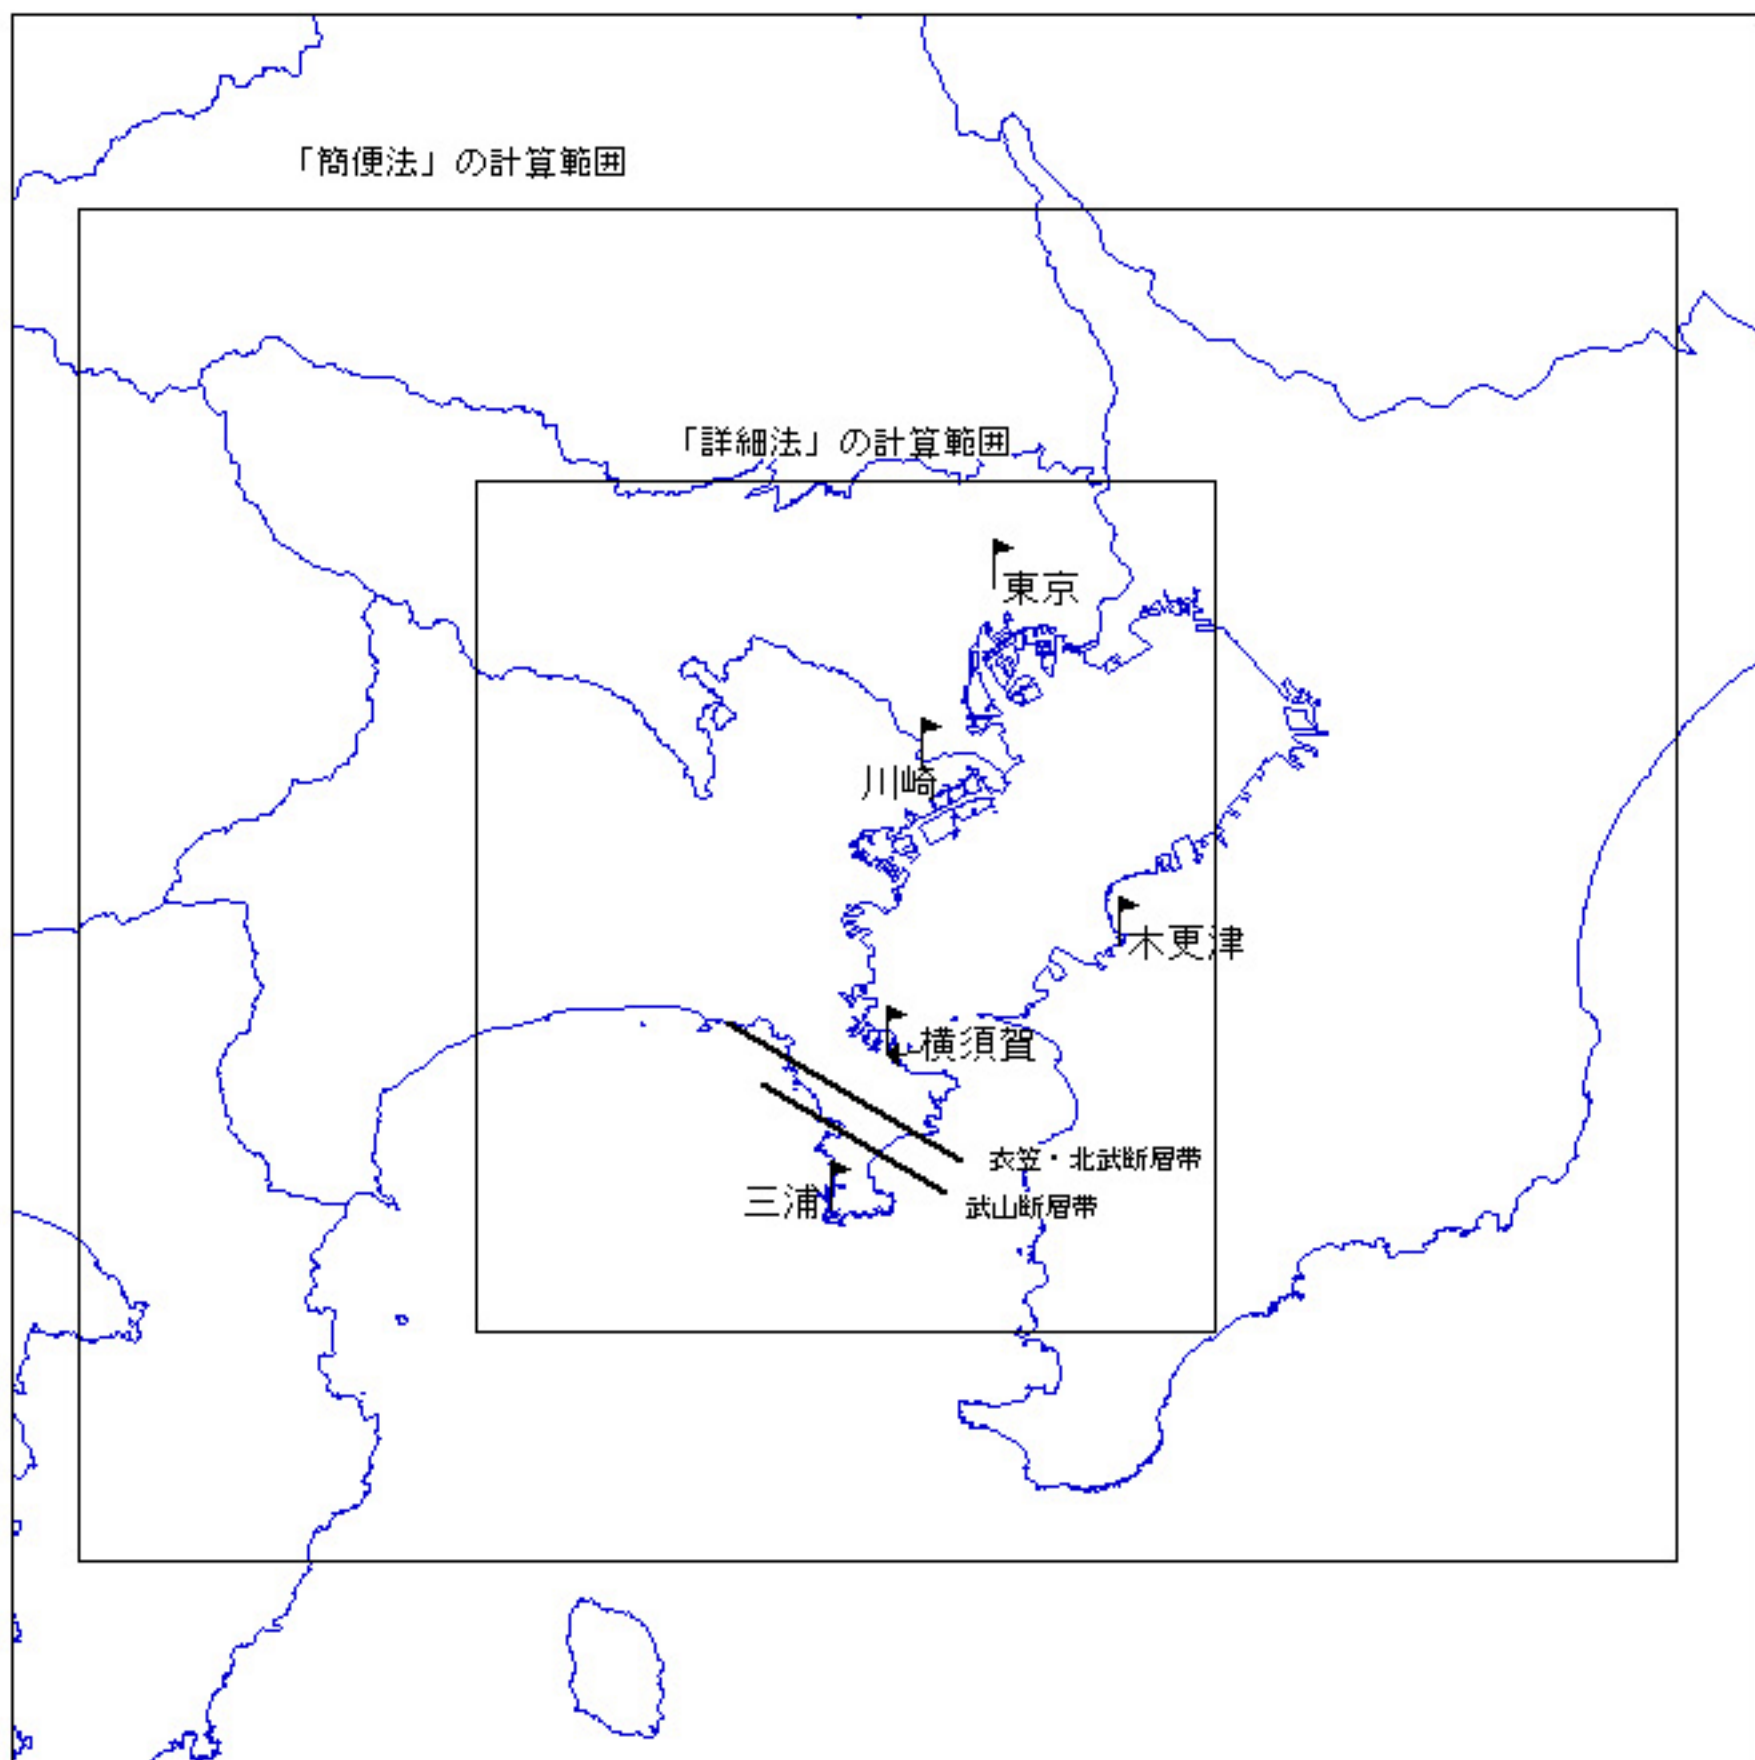 「簡便法」の計算範囲
「詳細法」の計算範囲
東京
川崎
木更津
横須賀
衣笠・北武断層帯
三浦
武山断層帯